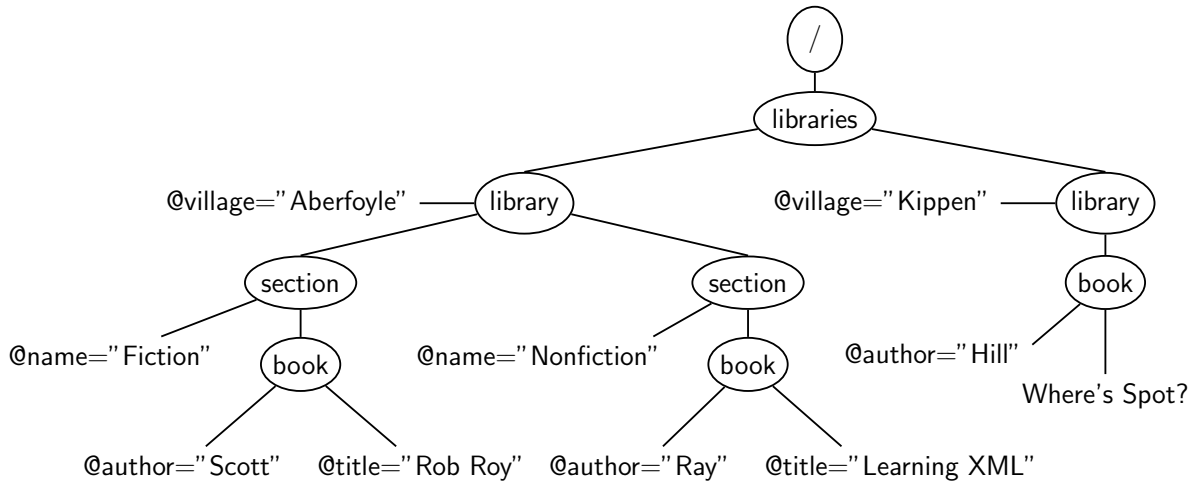 /
libraries
@village="Aberfoyle" library @village="Kippen" library
section section book
@name="Fiction" book @name="Nonfiction" book @author="Hill"
Where's Spot?
@author="Scott" @title="Rob Roy" @author="Ray" @title="Learning XML"